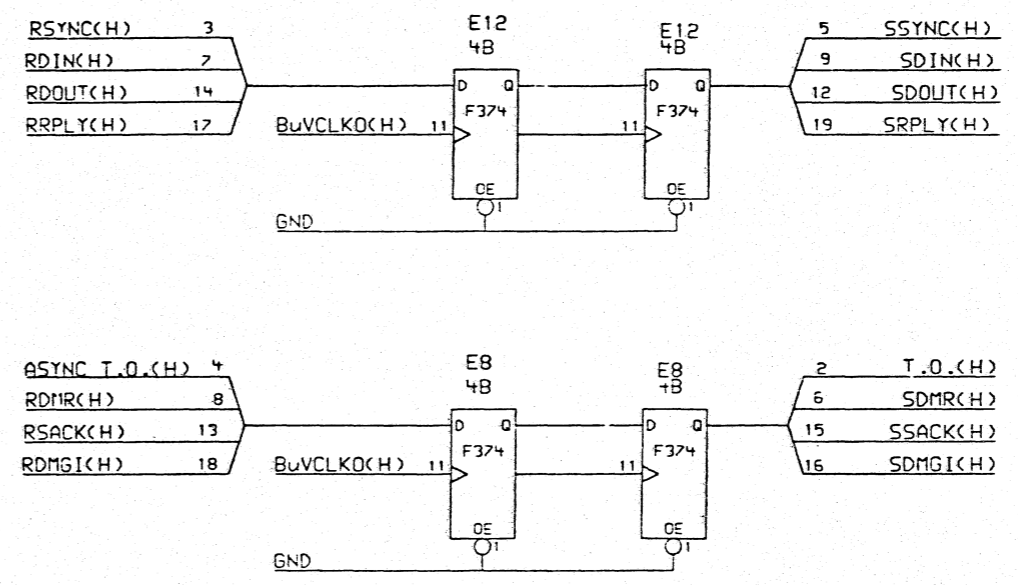 RSYNC(H) 3
RDIN(H) 7
RDOUT(H) 14
RRPLY(H) 17
E12
4B
D Q
F374
BuVCLKO(H) 11
OE
1
GND
E12
4B
D Q
F374
11
OE
1
5 SSYNC(H)
9 SDIN(H)
12 SDOUT(H)
19 SRPLY(H)
ASYNC T.O.(H) 4
RDMR(H) 8
RSACK(H) 13
RDMGI(H) 18
E8
4B
D Q
F374
BuVCLKO(H) 11
OE
1
GND
E8
4B
D Q
F374
11
OE
1
2 T.O.(H)
6 SDMR(H)
15 SSACK(H)
16 SDMGI(H)